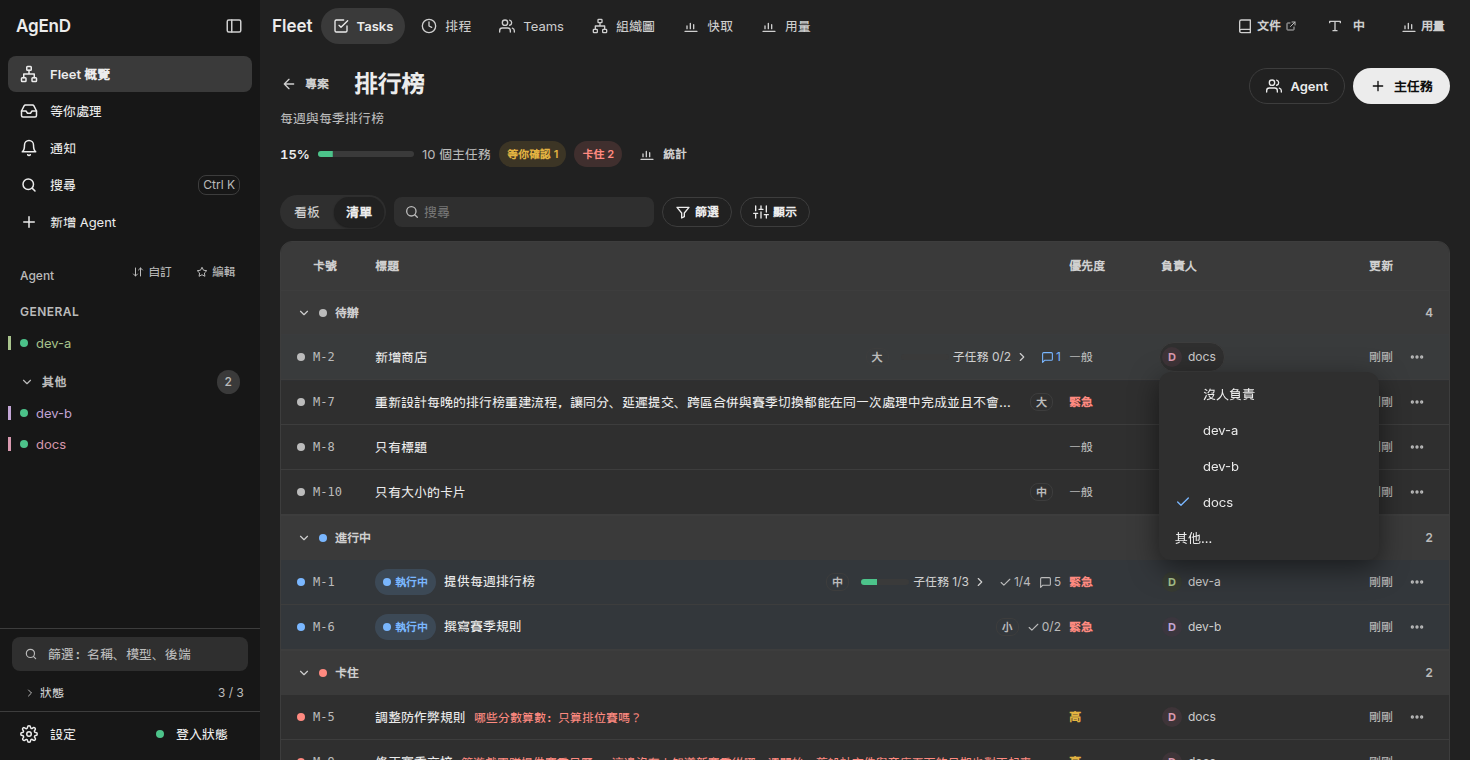 AgEnD
Fleet 概覽
等你處理
通知
搜尋 Ctrl K
新增 Agent
Agent 自訂 編輯
GENERAL
dev-a
其他 2
dev-b
docs
篩選：名稱、模型、後端
狀態 3 / 3
設定 登入狀態
Fleet Tasks 排程 Teams 組織圖 快取 用量 文件 中 用量
專案 排行榜 Agent 主任務
每週與每季排行榜
15% 10 個主任務 等你確認 1 卡住 2 統計
看板 清單 搜尋 篩選 顯示
卡號 標題 優先度 負責人 更新
待辦 4
M-2 新增商店 大 子任務 0/2 1 一般 D docs 剛剛
M-7 重新設計每晚的排行榜重建流程，讓同分、延遲提交、跨區合併與賽季切換都能在同一次處理中完成並且不會... 大 緊急 剛
M-8 只有標題 一般 剛
M-10 只有大小的卡片 中 一般 剛
沒人負責
dev-a
dev-b
docs
其他...
進行中 2
M-1 執行中 提供每週排行榜 中 子任務 1/3 1/4 5 緊急 D dev-a 剛剛
M-6 執行中 撰寫賽季規則 小 0/2 緊急 D dev-b 剛剛
卡住 2
M-5 調整防作弊規則 哪些分數算數：只算排位賽嗎？ 高 D docs 剛剛